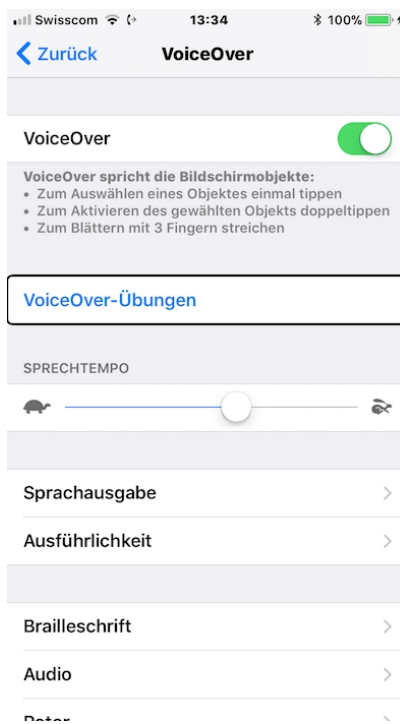 Swisscom 13:34 100%
Zurück VoiceOver
VoiceOver
VoiceOver spricht die Bildschirmobjekte:
• Zum Auswählen eines Objektes einmal tippen
• Zum Aktivieren des gewählten Objekts doppeltippen
• Zum Blättern mit 3 Fingern streichen
VoiceOver-Übungen
SPRECHTEMPO
Sprachausgabe
Ausführlichkeit
Brailleschrift
Audio